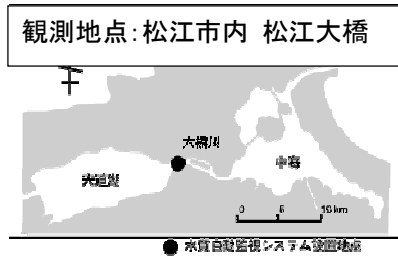 観測地点:松江市内 松江大橋
大橋川
宍道湖
中海
0 5 10 km
● 水質自動監視システム設置地点